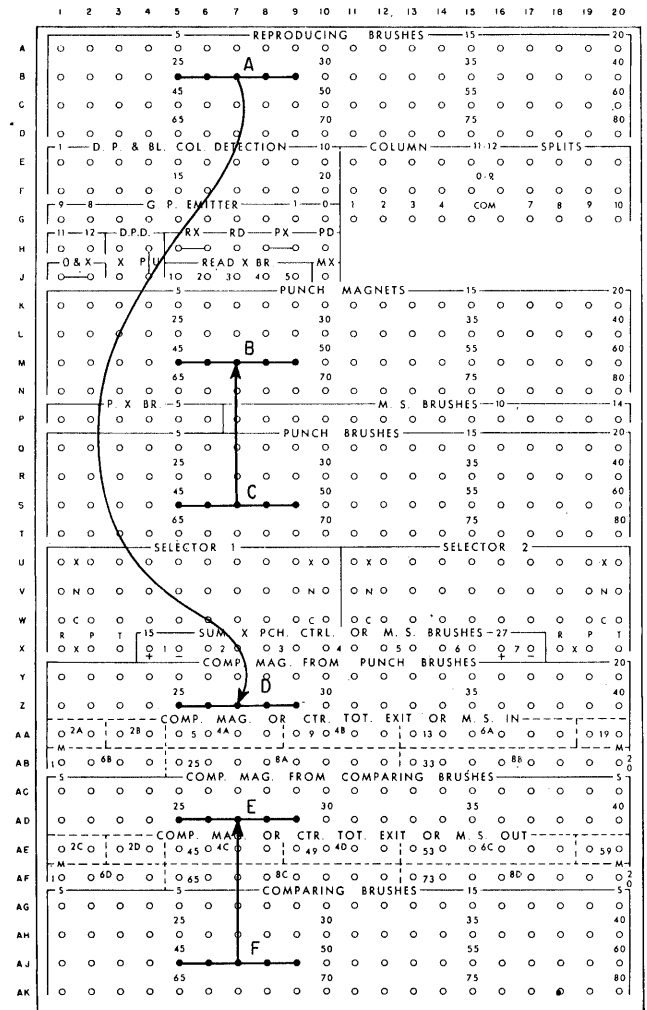 1 2 3 4 5 6 7 8 9 10 11 12 13 14 15 16 17 18 19 20
5 REPRODUCING BRUSHES 15 20
A
25 A 30 35 40
B
45 50 55 60
C
65 70 75 80
D
1 D. P. & BL. COL. DETECTION 10 COLUMN 11-12 SPLITS
E
15 20 0-9
F
9 8 G P EMITTER 1 0 1 2 3 4 COM 7 8 9 10
G
11 12 D.P.D. RX RD PX PD
H
O & X X P U READ X BR MX
J 10 20 30 40 50
5 PUNCH MAGNETS 15 20
K
25 30 35 40
L
45 B 50 55 60
M
65 70 75 80
N
P. X BR. 5 M. S. BRUSHES 10 14
P
5 PUNCH BRUSHES 15 20
Q
25 30 35 40
R
45 C 50 55 60
S
65 70 75 80
T
SELECTOR 1 SELECTOR 2
U X X X X
V N N N N
W C C C C
R P T 15 SUM. X PCH. CTRL. OR M. S. BRUSHES 27 R P T
X X + 1 - 2 3 4 5 6 + 7 - X
COMP. MAG. FROM PUNCH BRUSHES 20
Y
25 D 30 35 40
Z
COMP. MAG. OR CTR. TOT. EXIT OR M. S. IN
AA 2A 2B 5 4A 9 4B 13 6A 19
M M
AB 1 6B 25 8A 33 8B 20
5 COMP. MAG. FROM COMPARING BRUSHES 5
AC
25 E 30 35 40
AD
COMP. MAG. OR CTR. TOT. EXIT OR M. S. OUT
AE 2C 2D 45 4C 49 4D 53 6C 59
M M
AF 1 6D 65 8C 73 8D 20
5 5 COMPARING BRUSHES 15 5
AG
25 30 35 40
AH
45 F 50 55 60
AJ
65 70 75 80
AK